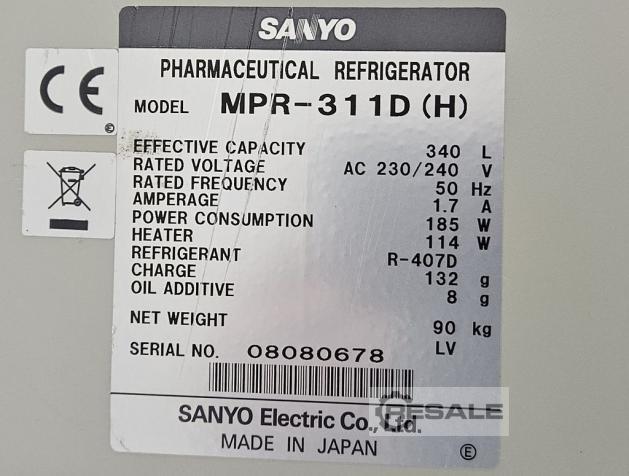 SANYO
CE
PHARMACEUTICAL REFRIGERATOR
MODEL MPR-311D (H)
EFFECTIVE CAPACITY 340 L
RATED VOLTAGE AC 230/240 V
RATED FREQUENCY 50 Hz
AMPERAGE 1.7 A
POWER CONSUMPTION 185 W
HEATER 114 W
REFRIGERANT R-407D
CHARGE 132 g
OIL ADDITIVE 8 g
NET WEIGHT 90 kg
SERIAL NO. 08080678 LV
SANYO Electric Co., Ltd.
RESALE
MADE IN JAPAN Ⓔ